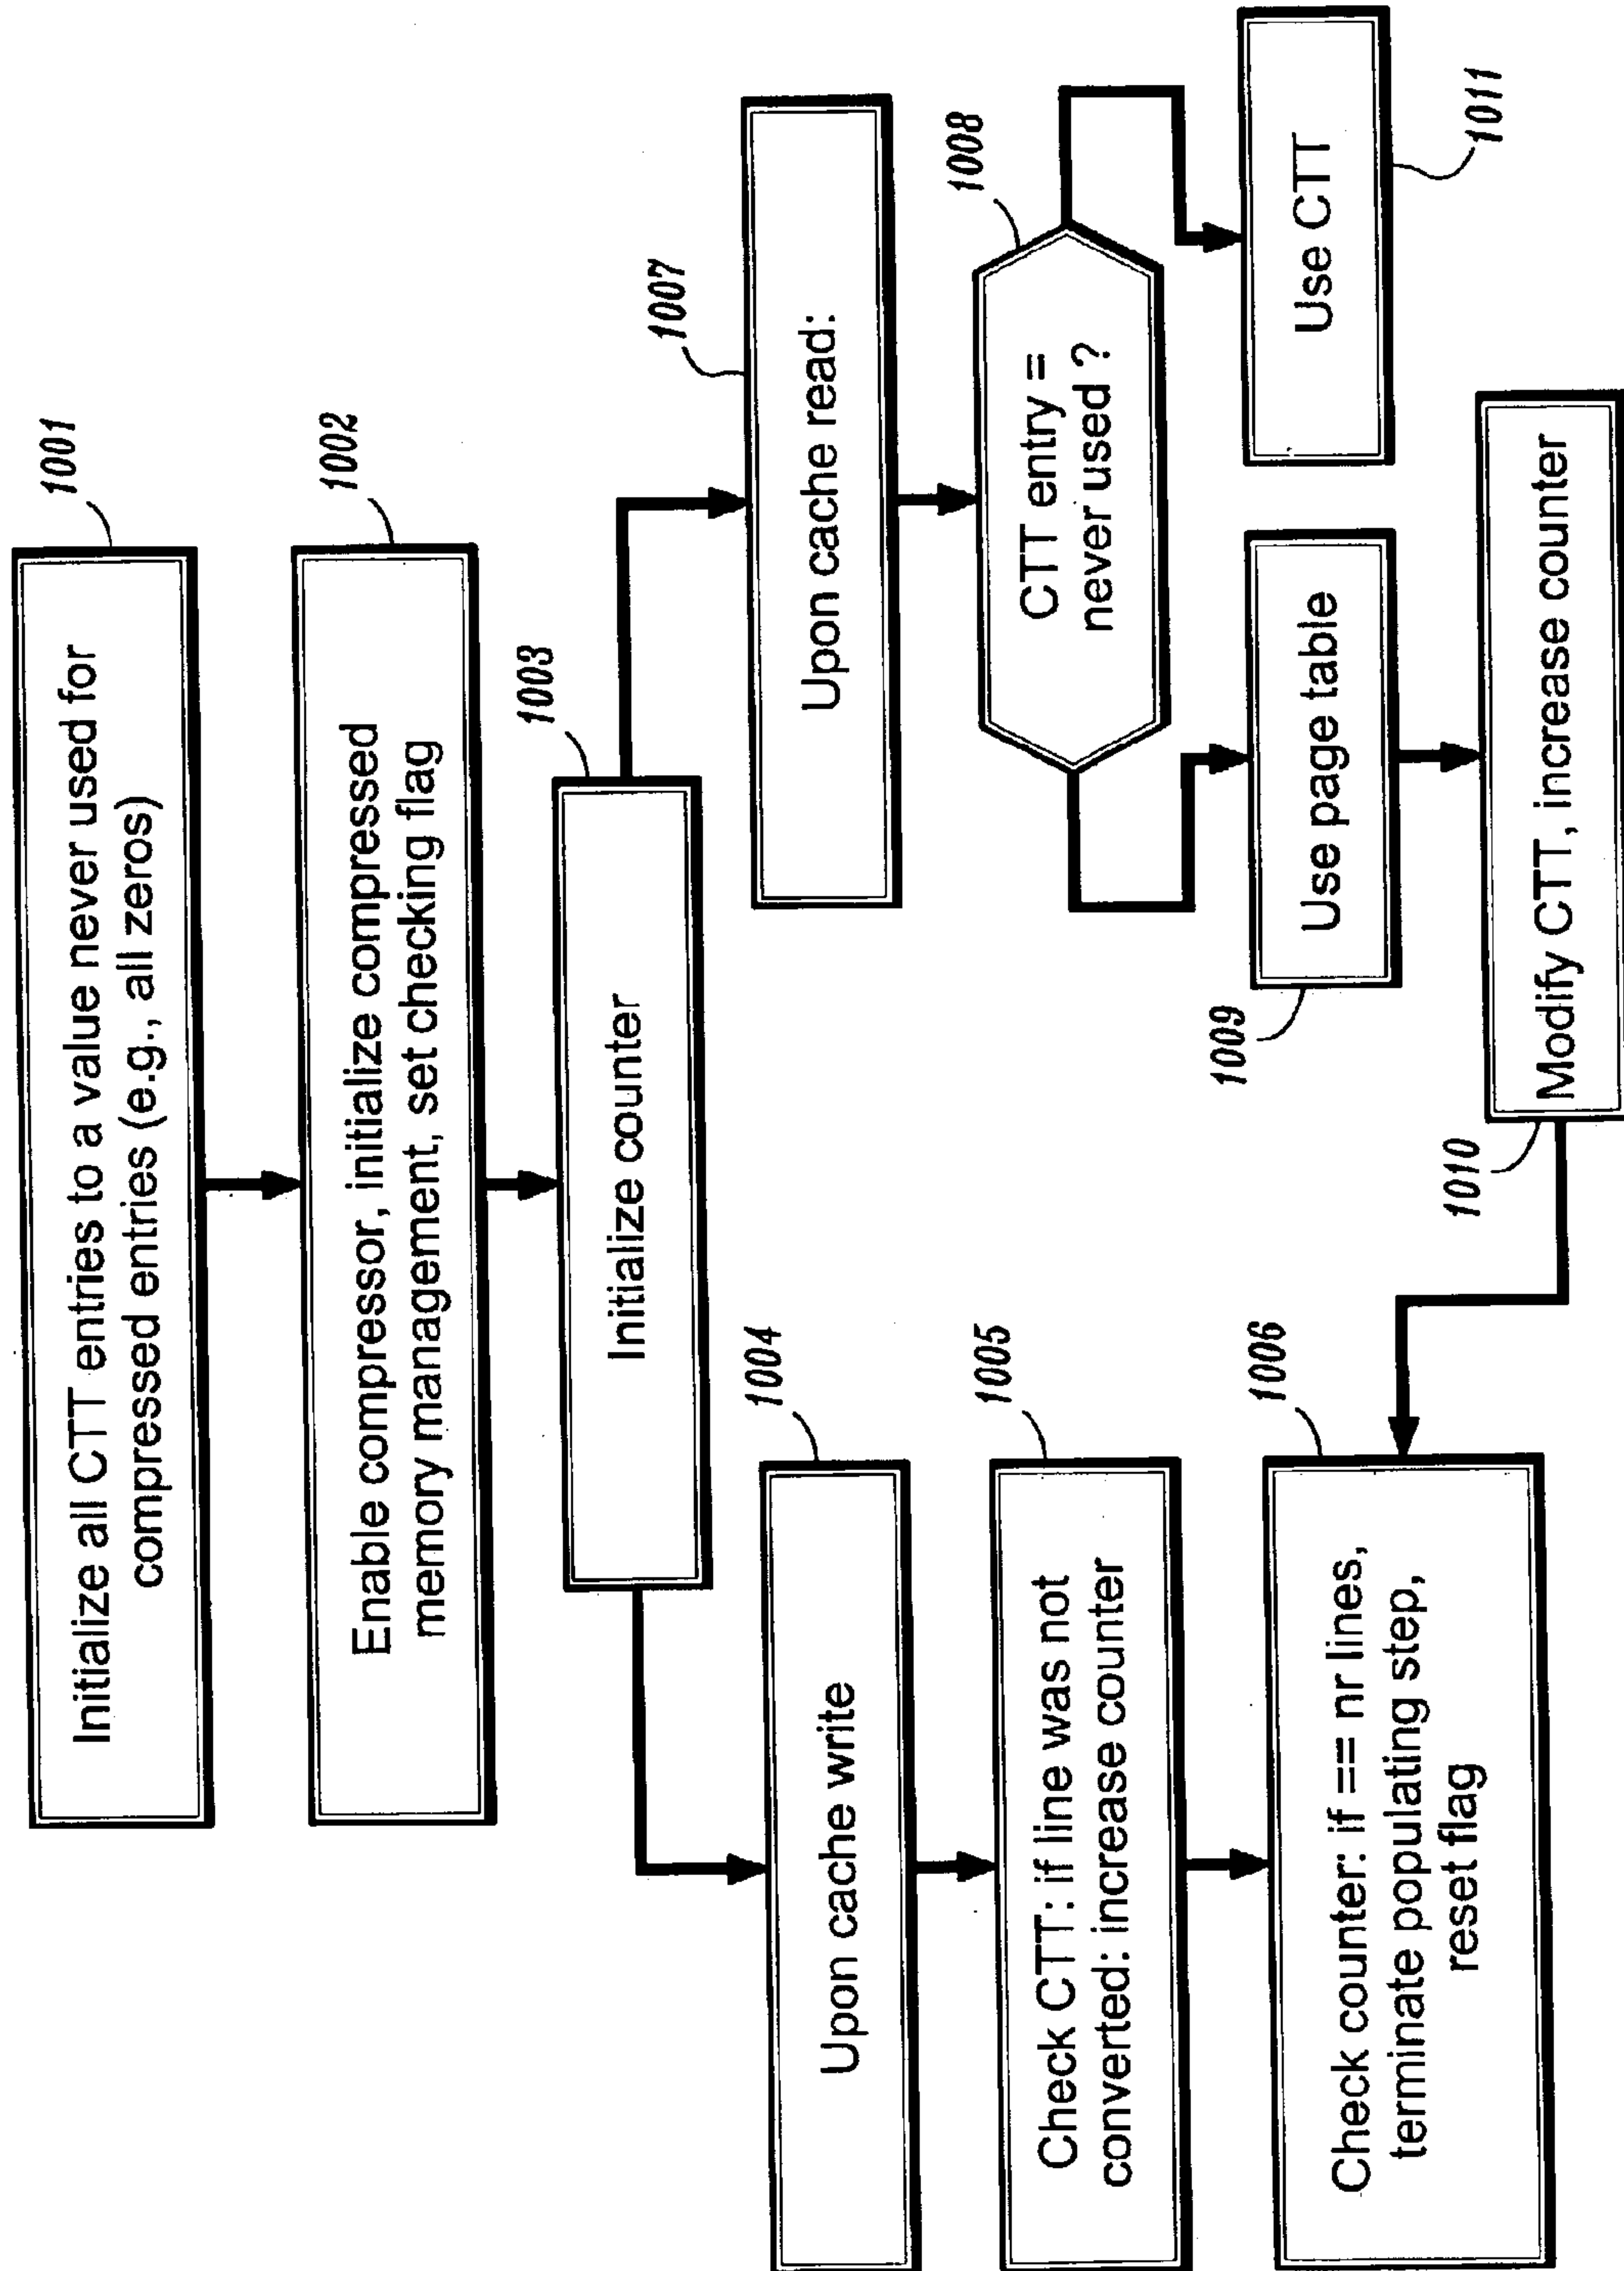 1001
Initialize all CTT entries to a value never used for
compressed entries (e.g., all zeros)
1002
Enable compressor, initialize compressed
memory management, set checking flag
1003
Initialize counter
1004
Upon cache write
1005
Check CTT: if line was not
converted: increase counter
1006
Check counter: if == nr lines,
terminate populating step,
reset flag
1007
Upon cache read:
1008
CTT entry =
never used ?
1009
Use page table
1010
Modify CTT, increase counter
Use CTT
1011